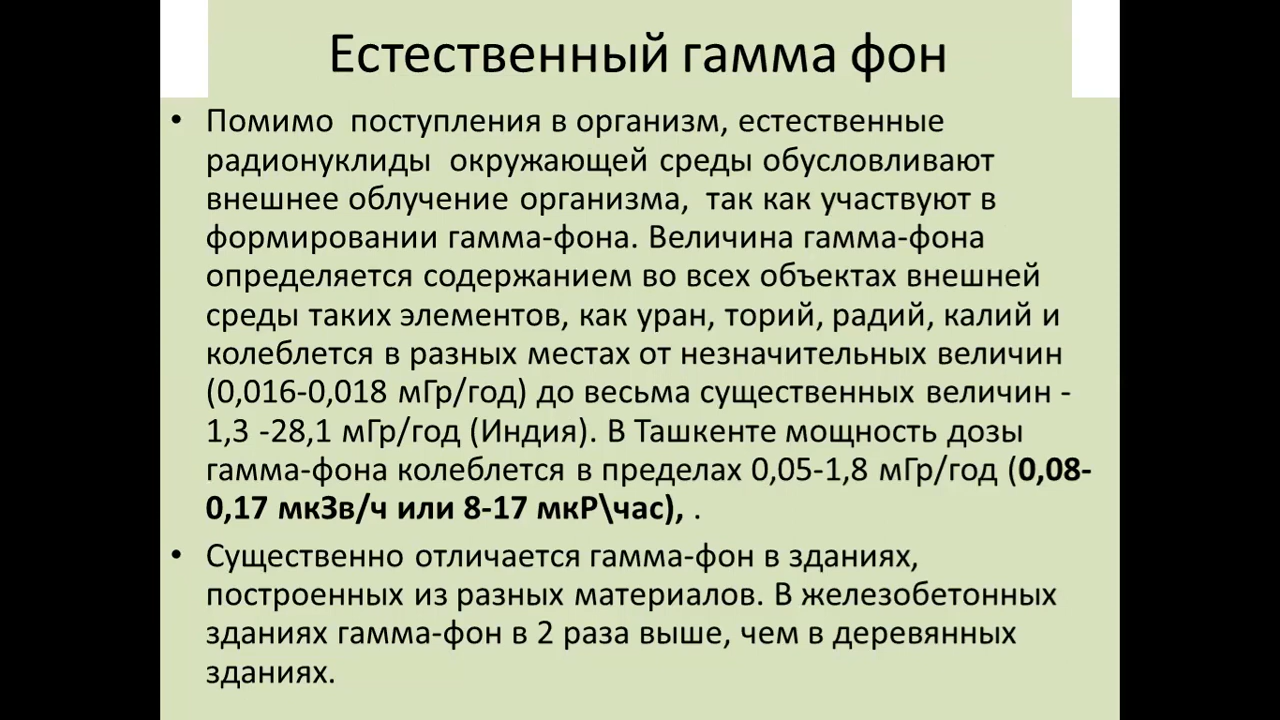 Естественный гамма фон
• Помимо поступления в организм, естественные
радионуклиды окружающей среды обусловливают
внешнее облучение организма, так как участвуют в
формировании гамма-фона. Величина гамма-фона
определяется содержанием во всех объектах внешней
среды таких элементов, как уран, торий, радий, калий и
колеблется в разных местах от незначительных величин
(0,016-0,018 мГр/год) до весьма существенных величин -
1,3 -28,1 мГр/год (Индия). В Ташкенте мощность дозы
гамма-фона колеблется в пределах 0,05-1,8 мГр/год (0,08-
0,17 мкЗв/ч или 8-17 мкР\час), .
• Существенно отличается гамма-фон в зданиях,
построенных из разных материалов. В железобетонных
зданиях гамма-фон в 2 раза выше, чем в деревянных
зданиях.